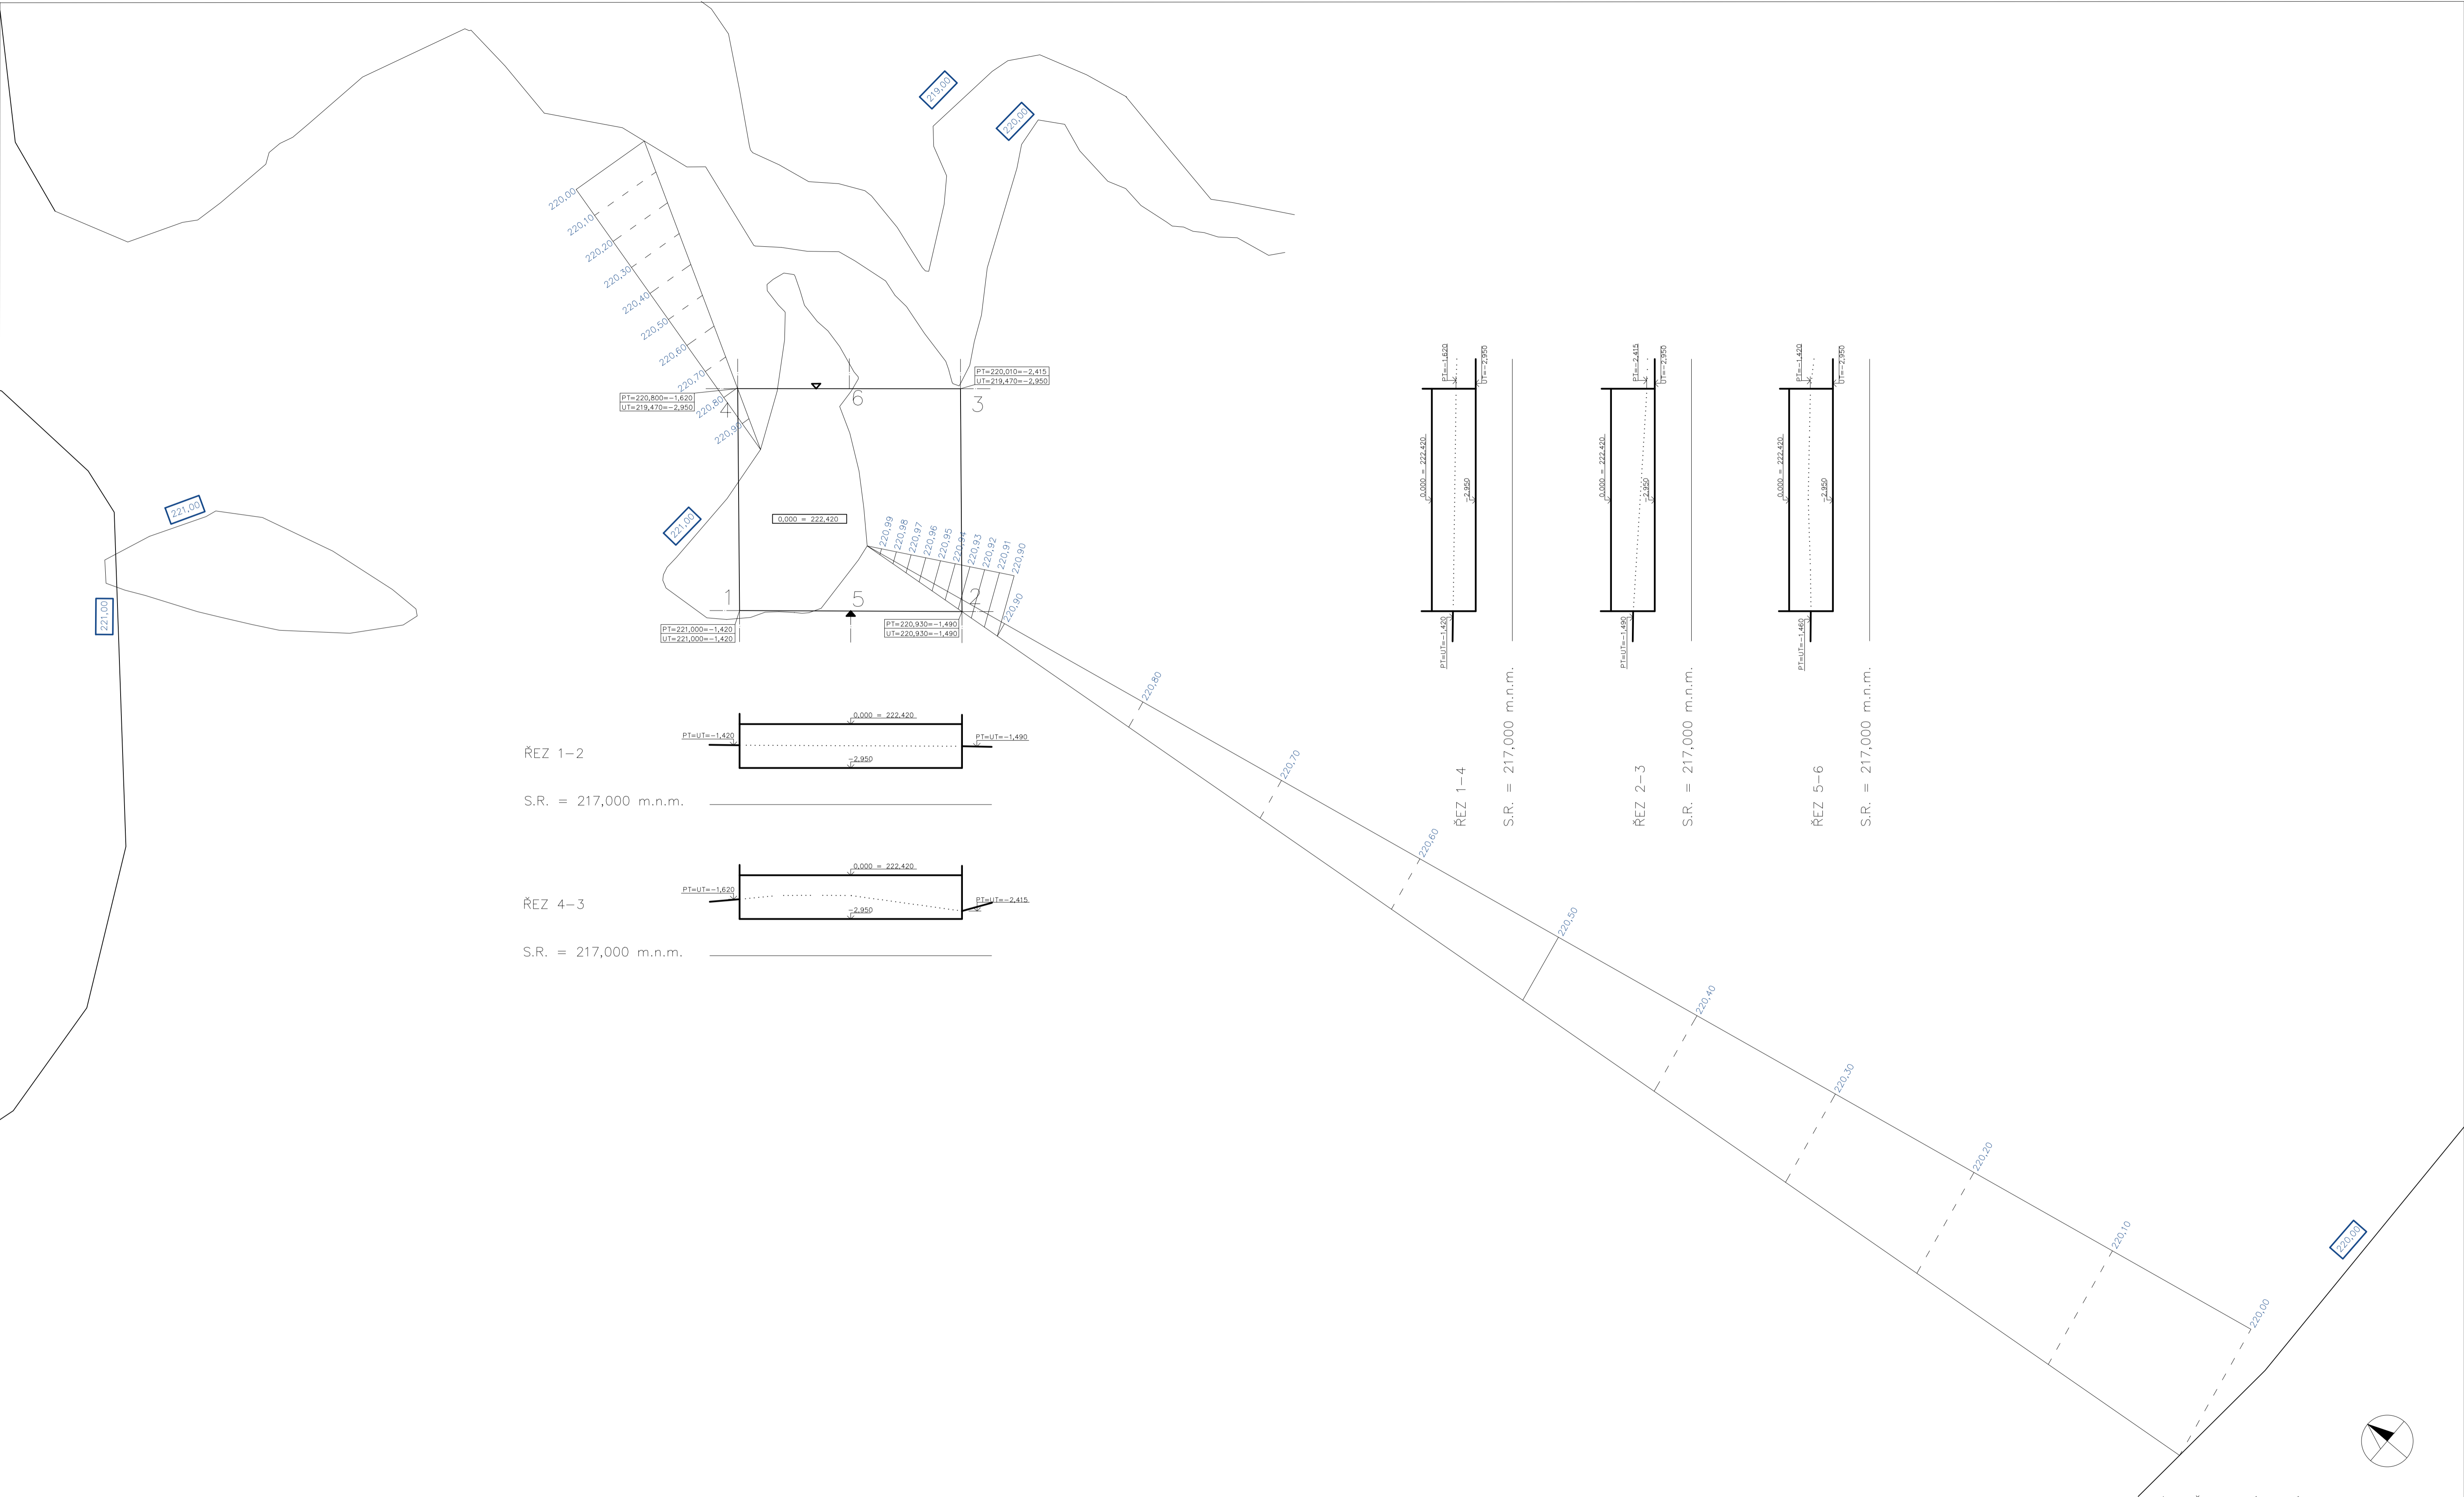 219,00
220,00
220,00
220,10
220,20
220,30
220,40
220,50
220,60
220,70
220,80
220,90
PT=220,800=-1,620
UT=219,470=-2,950
4
6
3
PT=220,010=-2,415
UT=219,470=-2,950
221,00
221,00
221,00
0,000 = 222,420
220,99
220,98
220,97
220,96
220,95
220,94
220,93
220,92
220,91
220,90
220,90
1
5
2
PT=221,000=-1,420
UT=221,000=-1,420
PT=220,930=-1,490
UT=220,930=-1,490
220,80
220,70
220,60
220,50
220,40
220,30
220,20
220,10
220,00
220,00
ŘEZ 1-2
PT=UT=-1,420
0,000 = 222,420
-2,950
PT=UT=-1,490
S.R. = 217,000 m.n.m.
ŘEZ 4-3
PT=UT=-1,620
0,000 = 222,420
-2,950
PT=UT=-2,415
S.R. = 217,000 m.n.m.
PT=-1,620
UT=-2,950
0,000 = 222,420
-2,950
PT=UT=-1,420
ŘEZ 1-4
S.R. = 217,000 m.n.m.
PT=-2,415
UT=-2,950
0,000 = 222,420
-2,950
PT=UT=-1,490
ŘEZ 2-3
S.R. = 217,000 m.n.m.
PT=-1,420
UT=-2,950
0,000 = 222,420
-2,950
PT=UT=-1,460
ŘEZ 5-6
S.R. = 217,000 m.n.m.